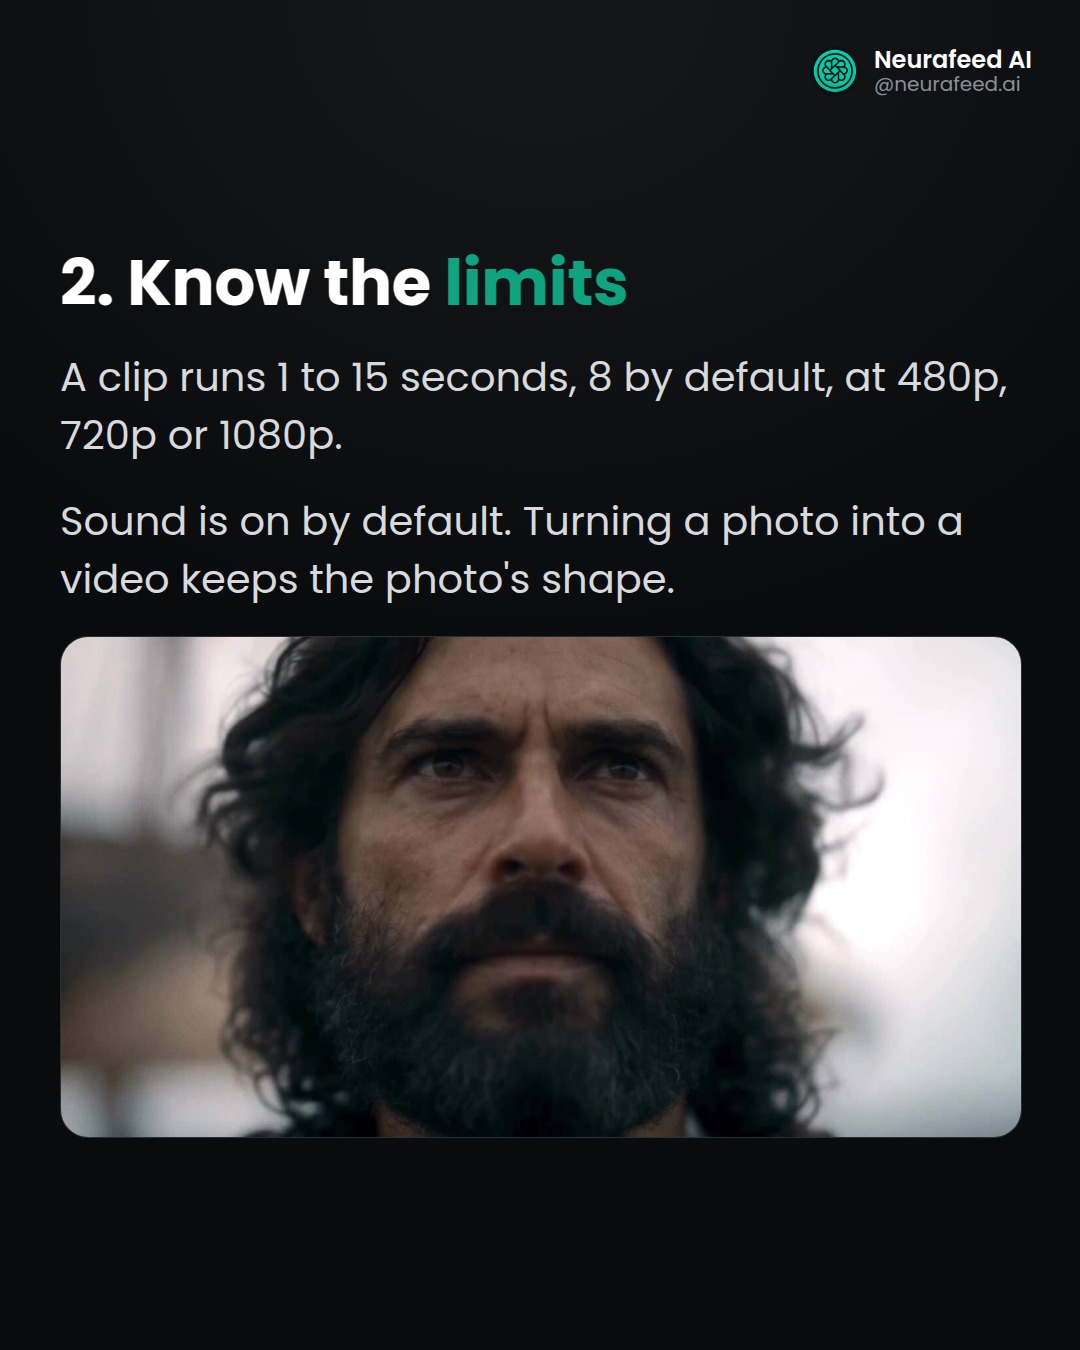 Neurafeed AI
@neurafeed.ai
2. Know the limits
A clip runs 1 to 15 seconds, 8 by default, at 480p,
720p or 1080p.
Sound is on by default. Turning a photo into a
video keeps the photo's shape.